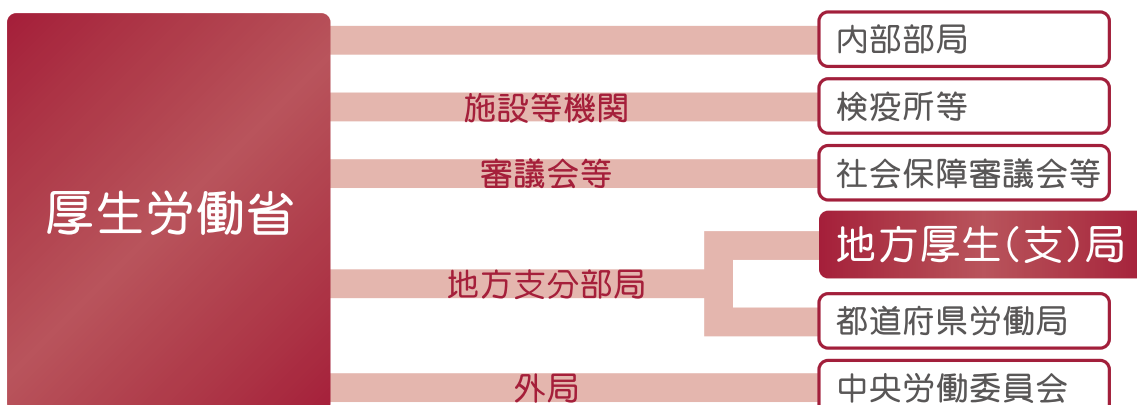 厚生労働省
内部部局
施設等機関
検疫所等
審議会等
社会保障審議会等
地方支分部局
地方厚生(支)局
都道府県労働局
外局
中央労働委員会